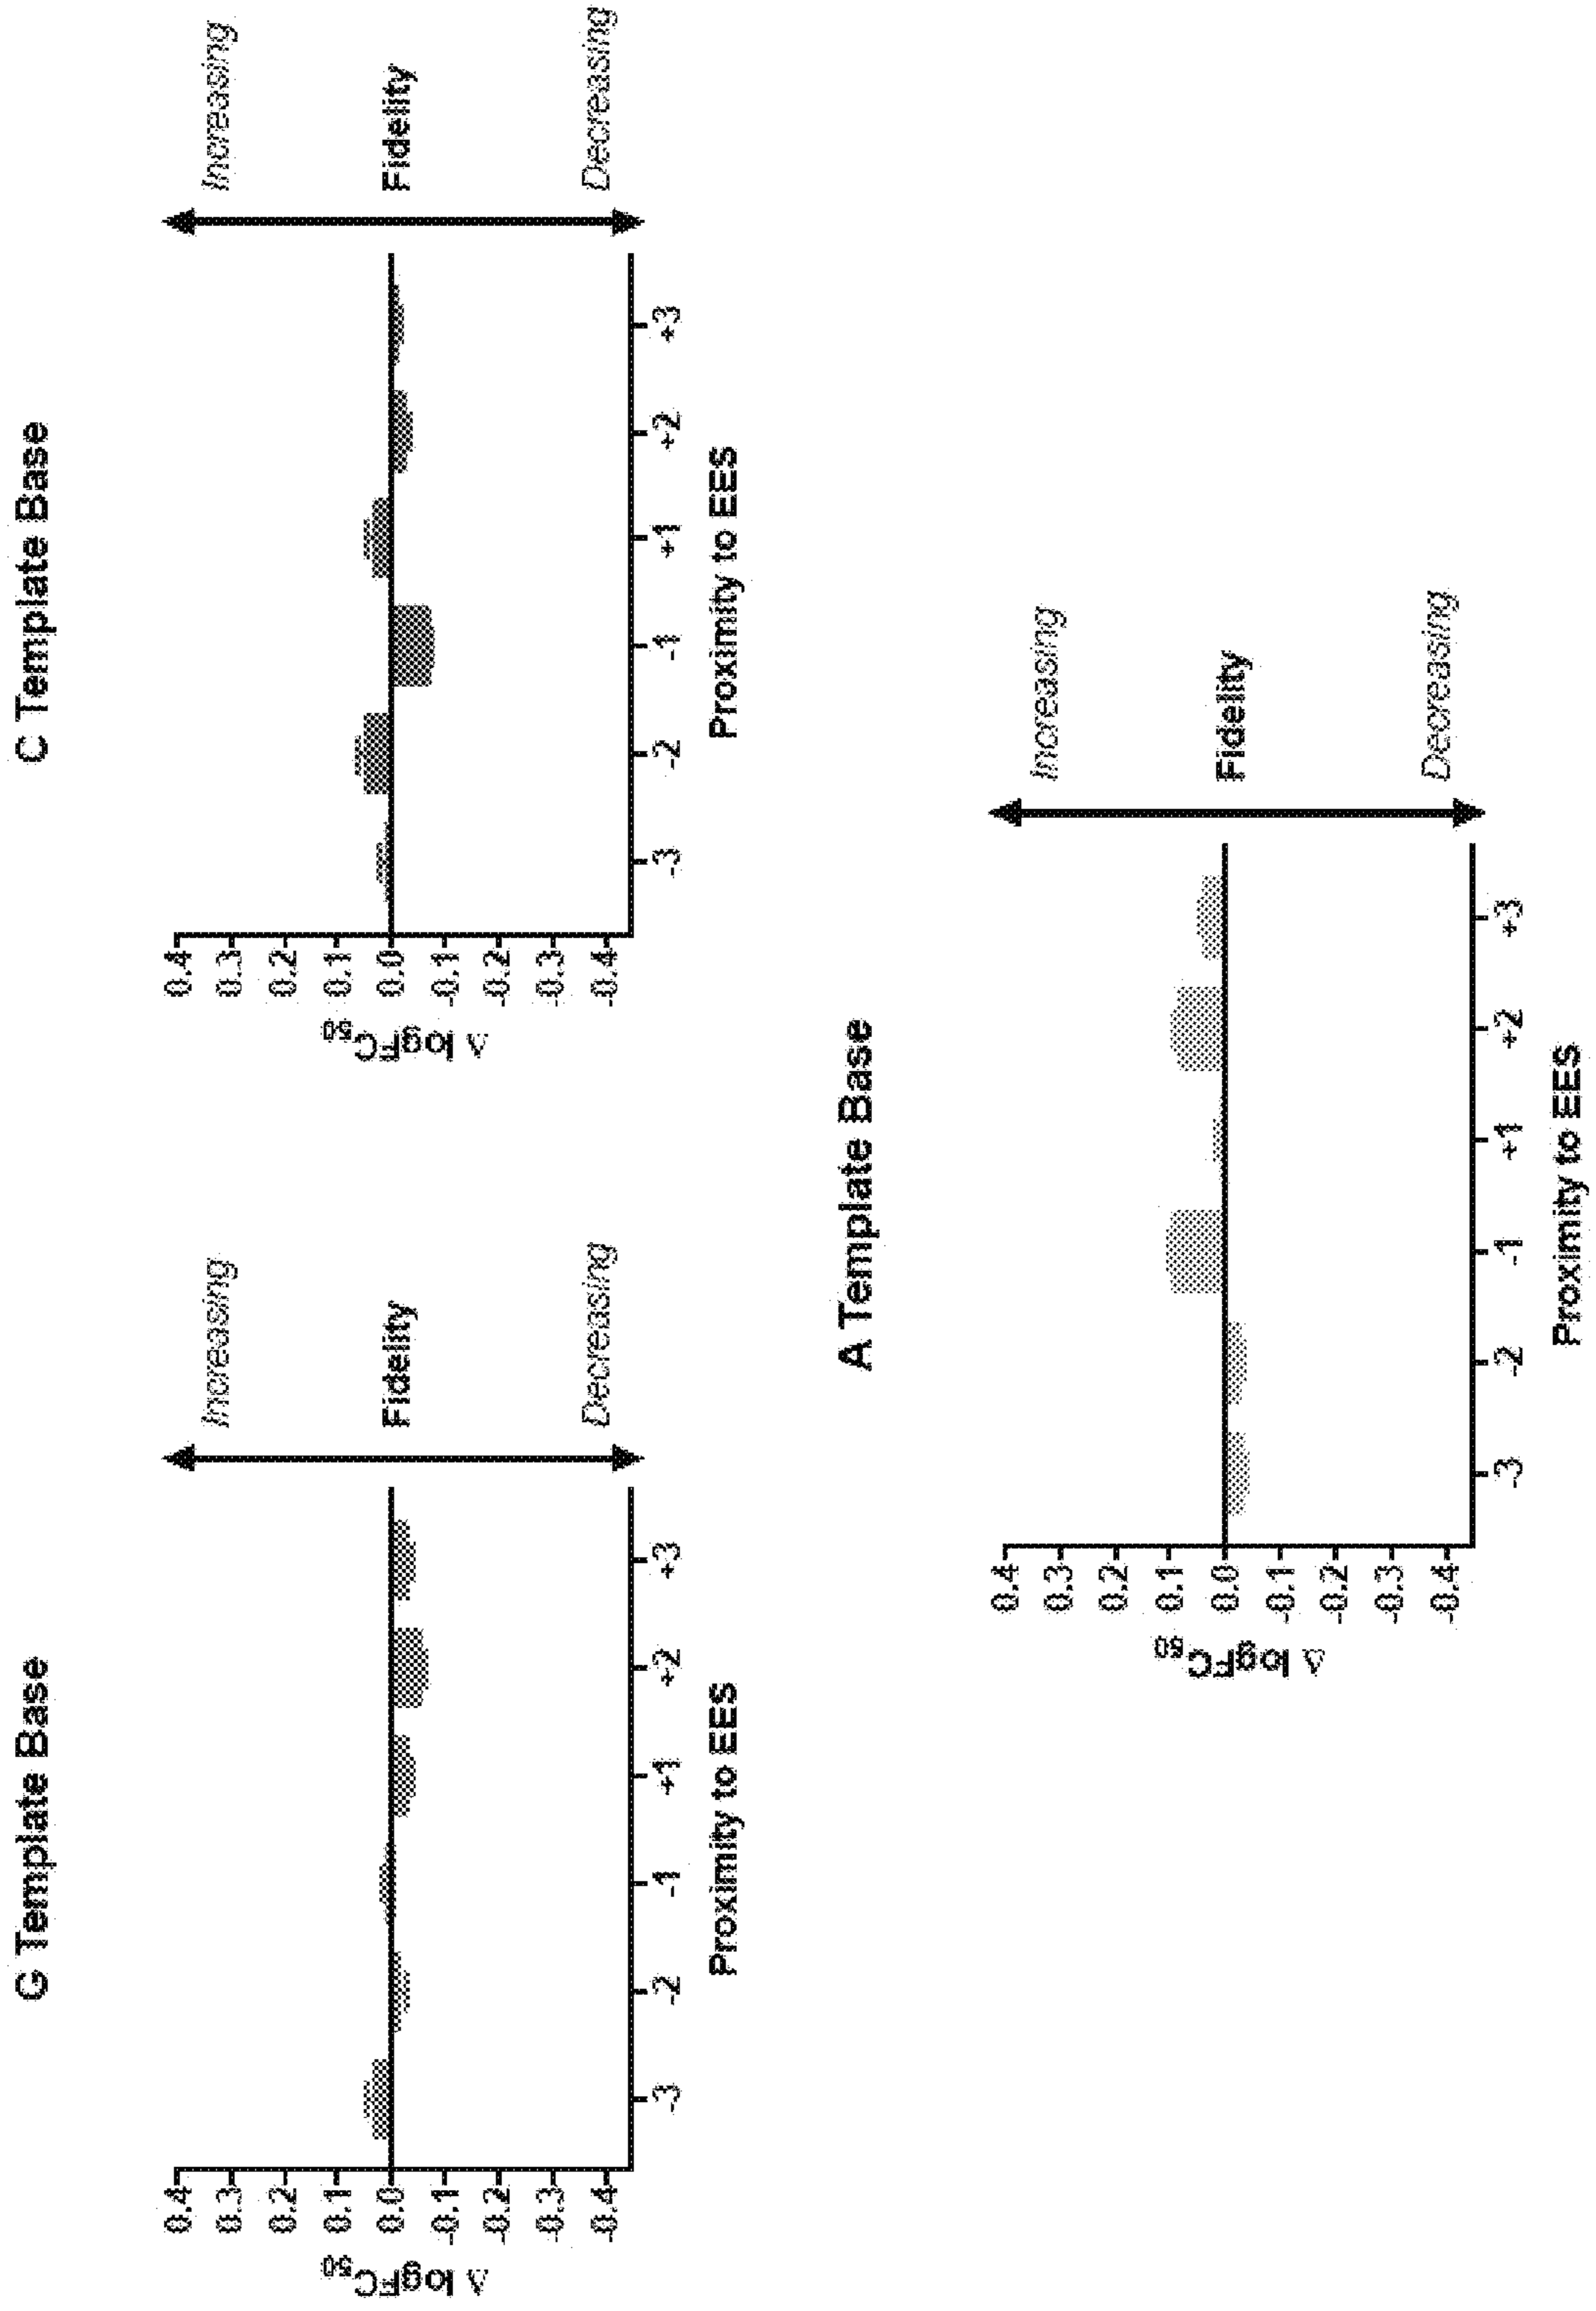 G Template Base
Δ logFC50
0.4
0.3
0.2
0.1
0.0
-0.1
-0.2
-0.3
-0.4
-3 -2 -1 +1 +2 +3
Proximity to EES
Increasing
Fidelity
Decreasing
C Template Base
Δ logFC50
0.4
0.3
0.2
0.1
0.0
-0.1
-0.2
-0.3
-0.4
-3 -2 -1 +1 +2 +3
Proximity to EES
Increasing
Fidelity
Decreasing
A Template Base
Δ logFC50
0.4
0.3
0.2
0.1
0.0
-0.1
-0.2
-0.3
-0.4
-3 -2 -1 +1 +2 +3
Proximity to EES
Increasing
Fidelity
Decreasing